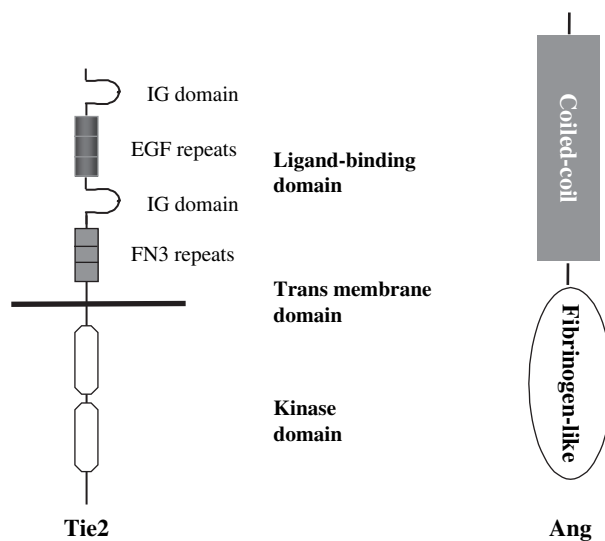 IG domain
EGF repeats
IG domain
FN3 repeats
Ligand-binding
domain
Trans membrane
domain
Kinase
domain
Tie2
Coiled-coil
Fibrinogen-like
Ang